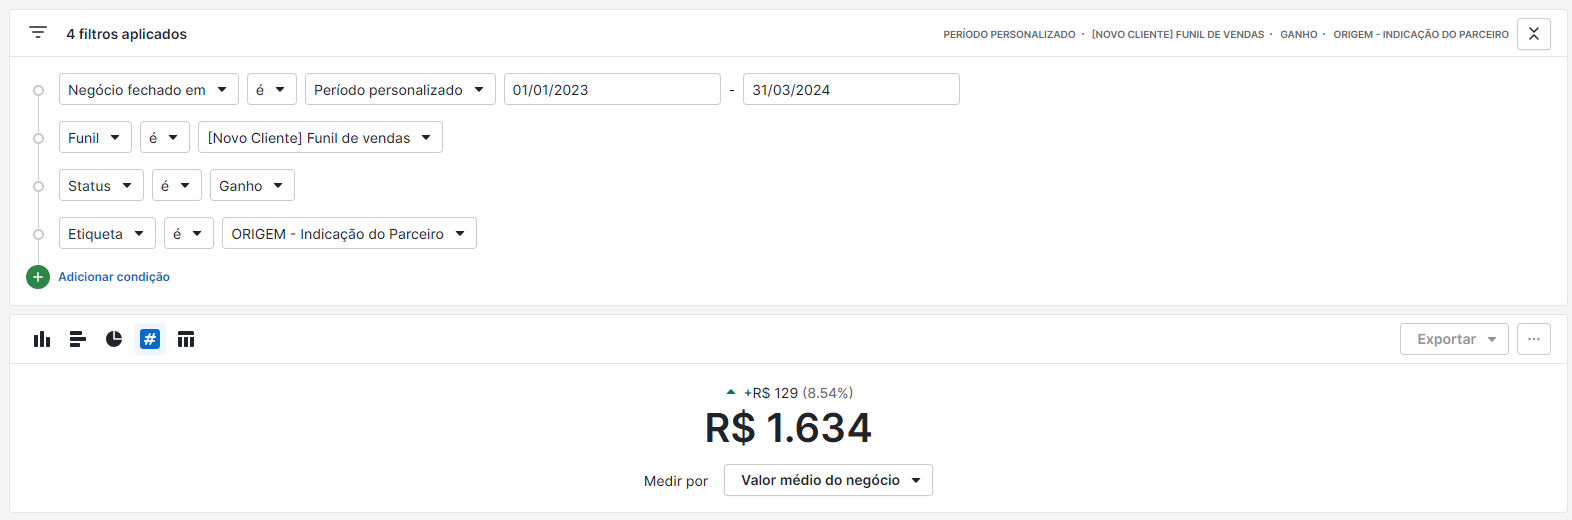 4 filtros aplicados
PERÍODO PERSONALIZADO · [NOVO CLIENTE] FUNIL DE VENDAS · GANHO · ORIGEM - INDICAÇÃO DO PARCEIRO
Negócio fechado em é Período personalizado 01/01/2023 - 31/03/2024
Funil é [Novo Cliente] Funil de vendas
Status é Ganho
Etiqueta é ORIGEM - Indicação do Parceiro
+ Adicionar condição
# Exportar ...
+R$ 129 (8.54%)
R$ 1.634
Medir por Valor médio do negócio